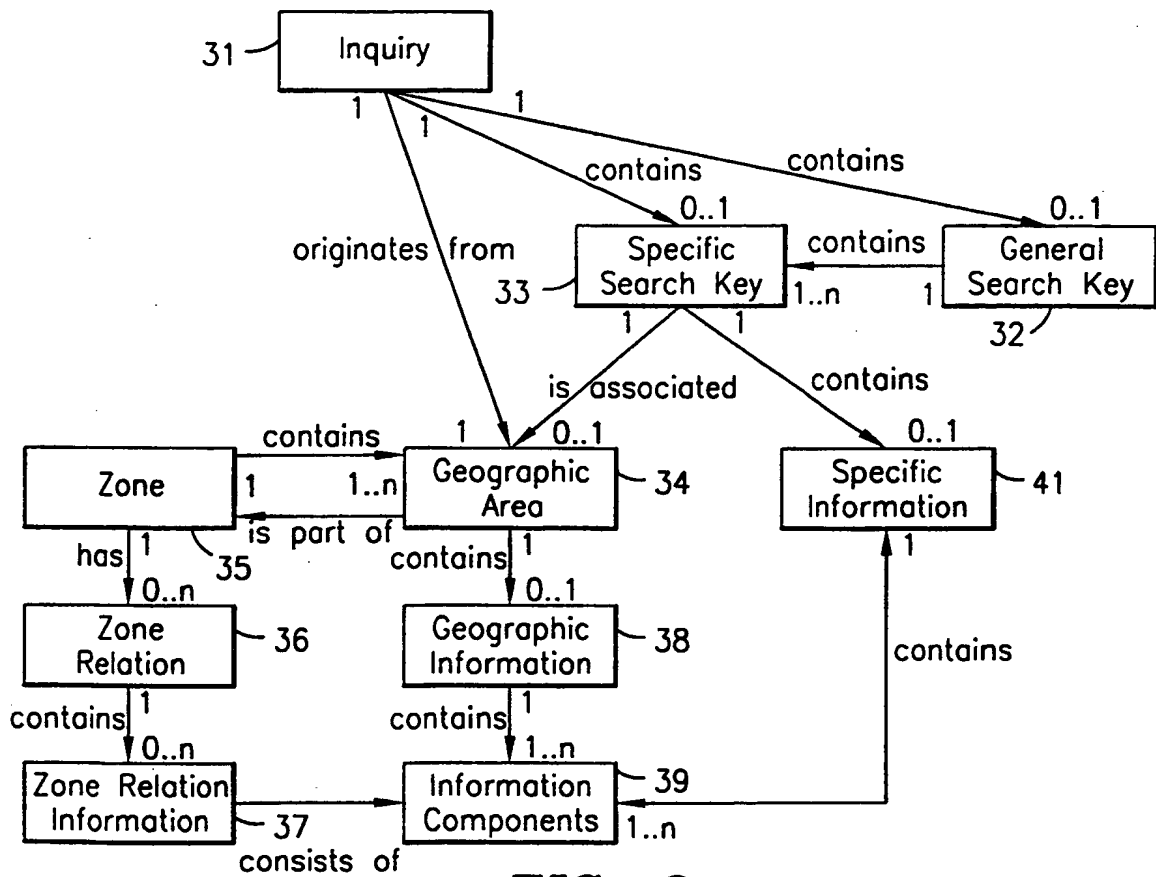 31
Inquiry
1
1
1
contains
contains
0..1
0..1
originates from
33
Specific
Search Key
contains
1..n
1
General
Search Key
32
1
1
is associated
contains
1
0..1
0..1
Zone
contains
1
1..n
is part of
Geographic
Area
34
Specific
Information
41
has
1
35
contains
1
1
0..n
0..1
Zone
Relation
36
Geographic
Information
38
contains
contains
1
contains
1
0..n
1..n
Zone Relation
Information
37
consists of
Information
Components
39
1..n